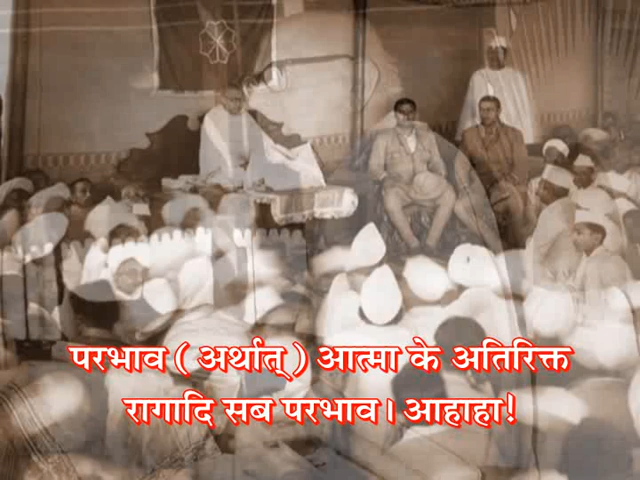 परभाव ( अर्थात् ) आत्मा के अतिरिक्त
रागादि सब परभाव। आहाहा!